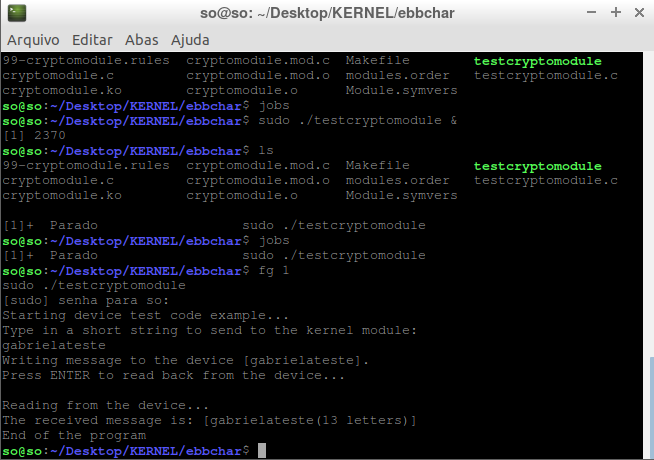 so@so: ~/Desktop/KERNEL/ebbchar
Arquivo Editar Abas Ajuda
99-cryptomodule.rules cryptomodule.mod.c Makefile testcryptomodule
cryptomodule.c cryptomodule.mod.o modules.order testcryptomodule.c
cryptomodule.ko cryptomodule.o Module.symvers
so@so:~/Desktop/KERNEL/ebbchar$ jobs
so@so:~/Desktop/KERNEL/ebbchar$ sudo ./testcryptomodule &
[1] 2370
so@so:~/Desktop/KERNEL/ebbchar$ ls
99-cryptomodule.rules cryptomodule.mod.c Makefile testcryptomodule
cryptomodule.c cryptomodule.mod.o modules.order testcryptomodule.c
cryptomodule.ko cryptomodule.o Module.symvers
[1]+ Parado sudo ./testcryptomodule
so@so:~/Desktop/KERNEL/ebbchar$ jobs
[1]+ Parado sudo ./testcryptomodule
so@so:~/Desktop/KERNEL/ebbchar$ fg 1
sudo ./testcryptomodule
[sudo] senha para so:
Starting device test code example...
Type in a short string to send to the kernel module:
gabrielateste
Writing message to the device [gabrielateste].
Press ENTER to read back from the device...
Reading from the device...
The received message is: [gabrielateste(13 letters)]
End of the program
so@so:~/Desktop/KERNEL/ebbchar$